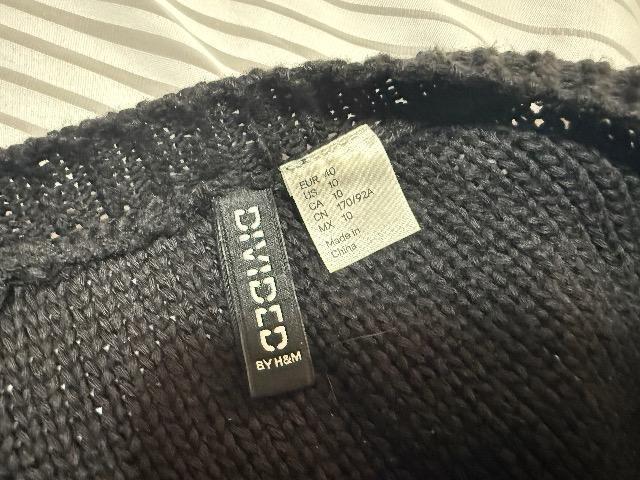 DIVIDED
BY H&M
EUR 40
US 10
CA 10
CN 170/92A
MX 10
Made in
China